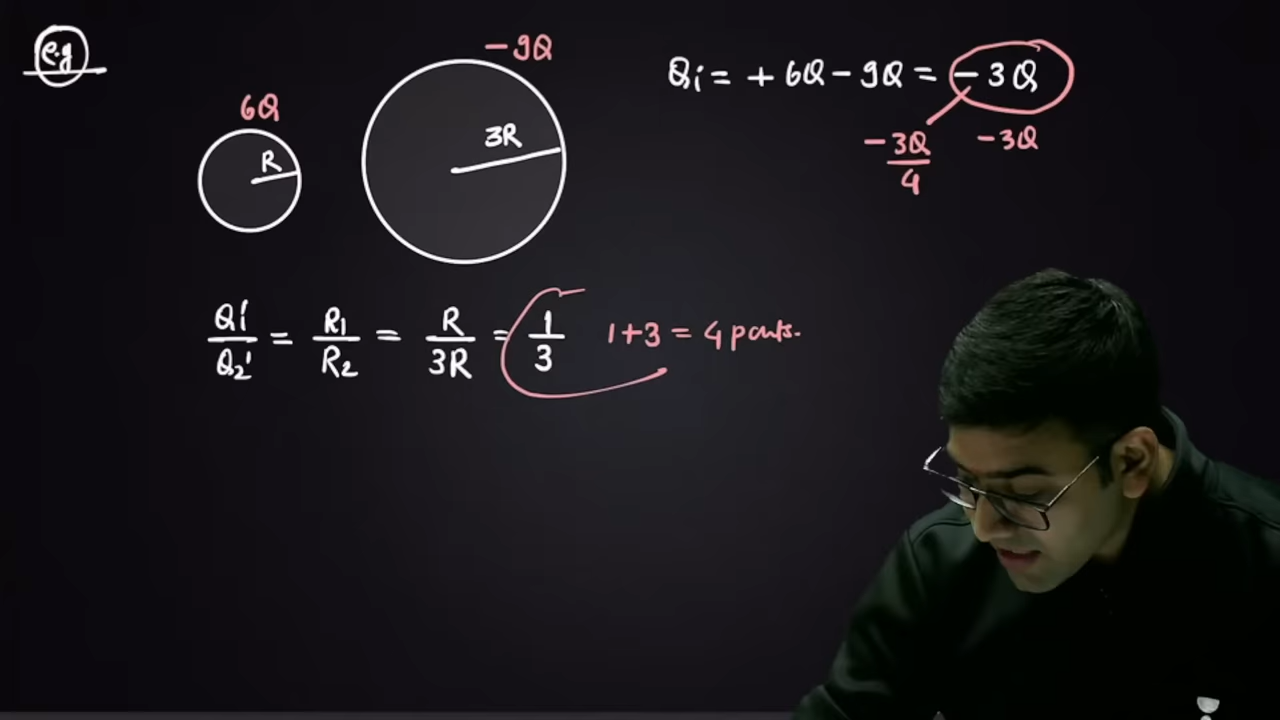 e.g
6Q
R
-9Q
3R
Qi = + 6Q - 9Q = -3Q
-3Q/4 -3Q
Q1'/Q2' = R1/R2 = R/3R = 1/3 1+3 = 4 parts.